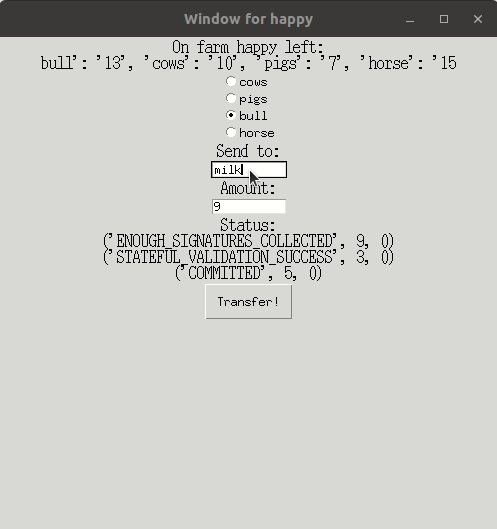 Window for happy
On farm happy left:
bull': '13', 'cows': '10', 'pigs': '7', 'horse': '15
cows
pigs
bull
horse
Send to:
milk
Amount:
9
Status:
('ENOUGH_SIGNATURES_COLLECTED', 9, 0)
('STATEFUL_VALIDATION_SUCCESS', 3, 0)
('COMMITTED', 5, 0)
Transfer!